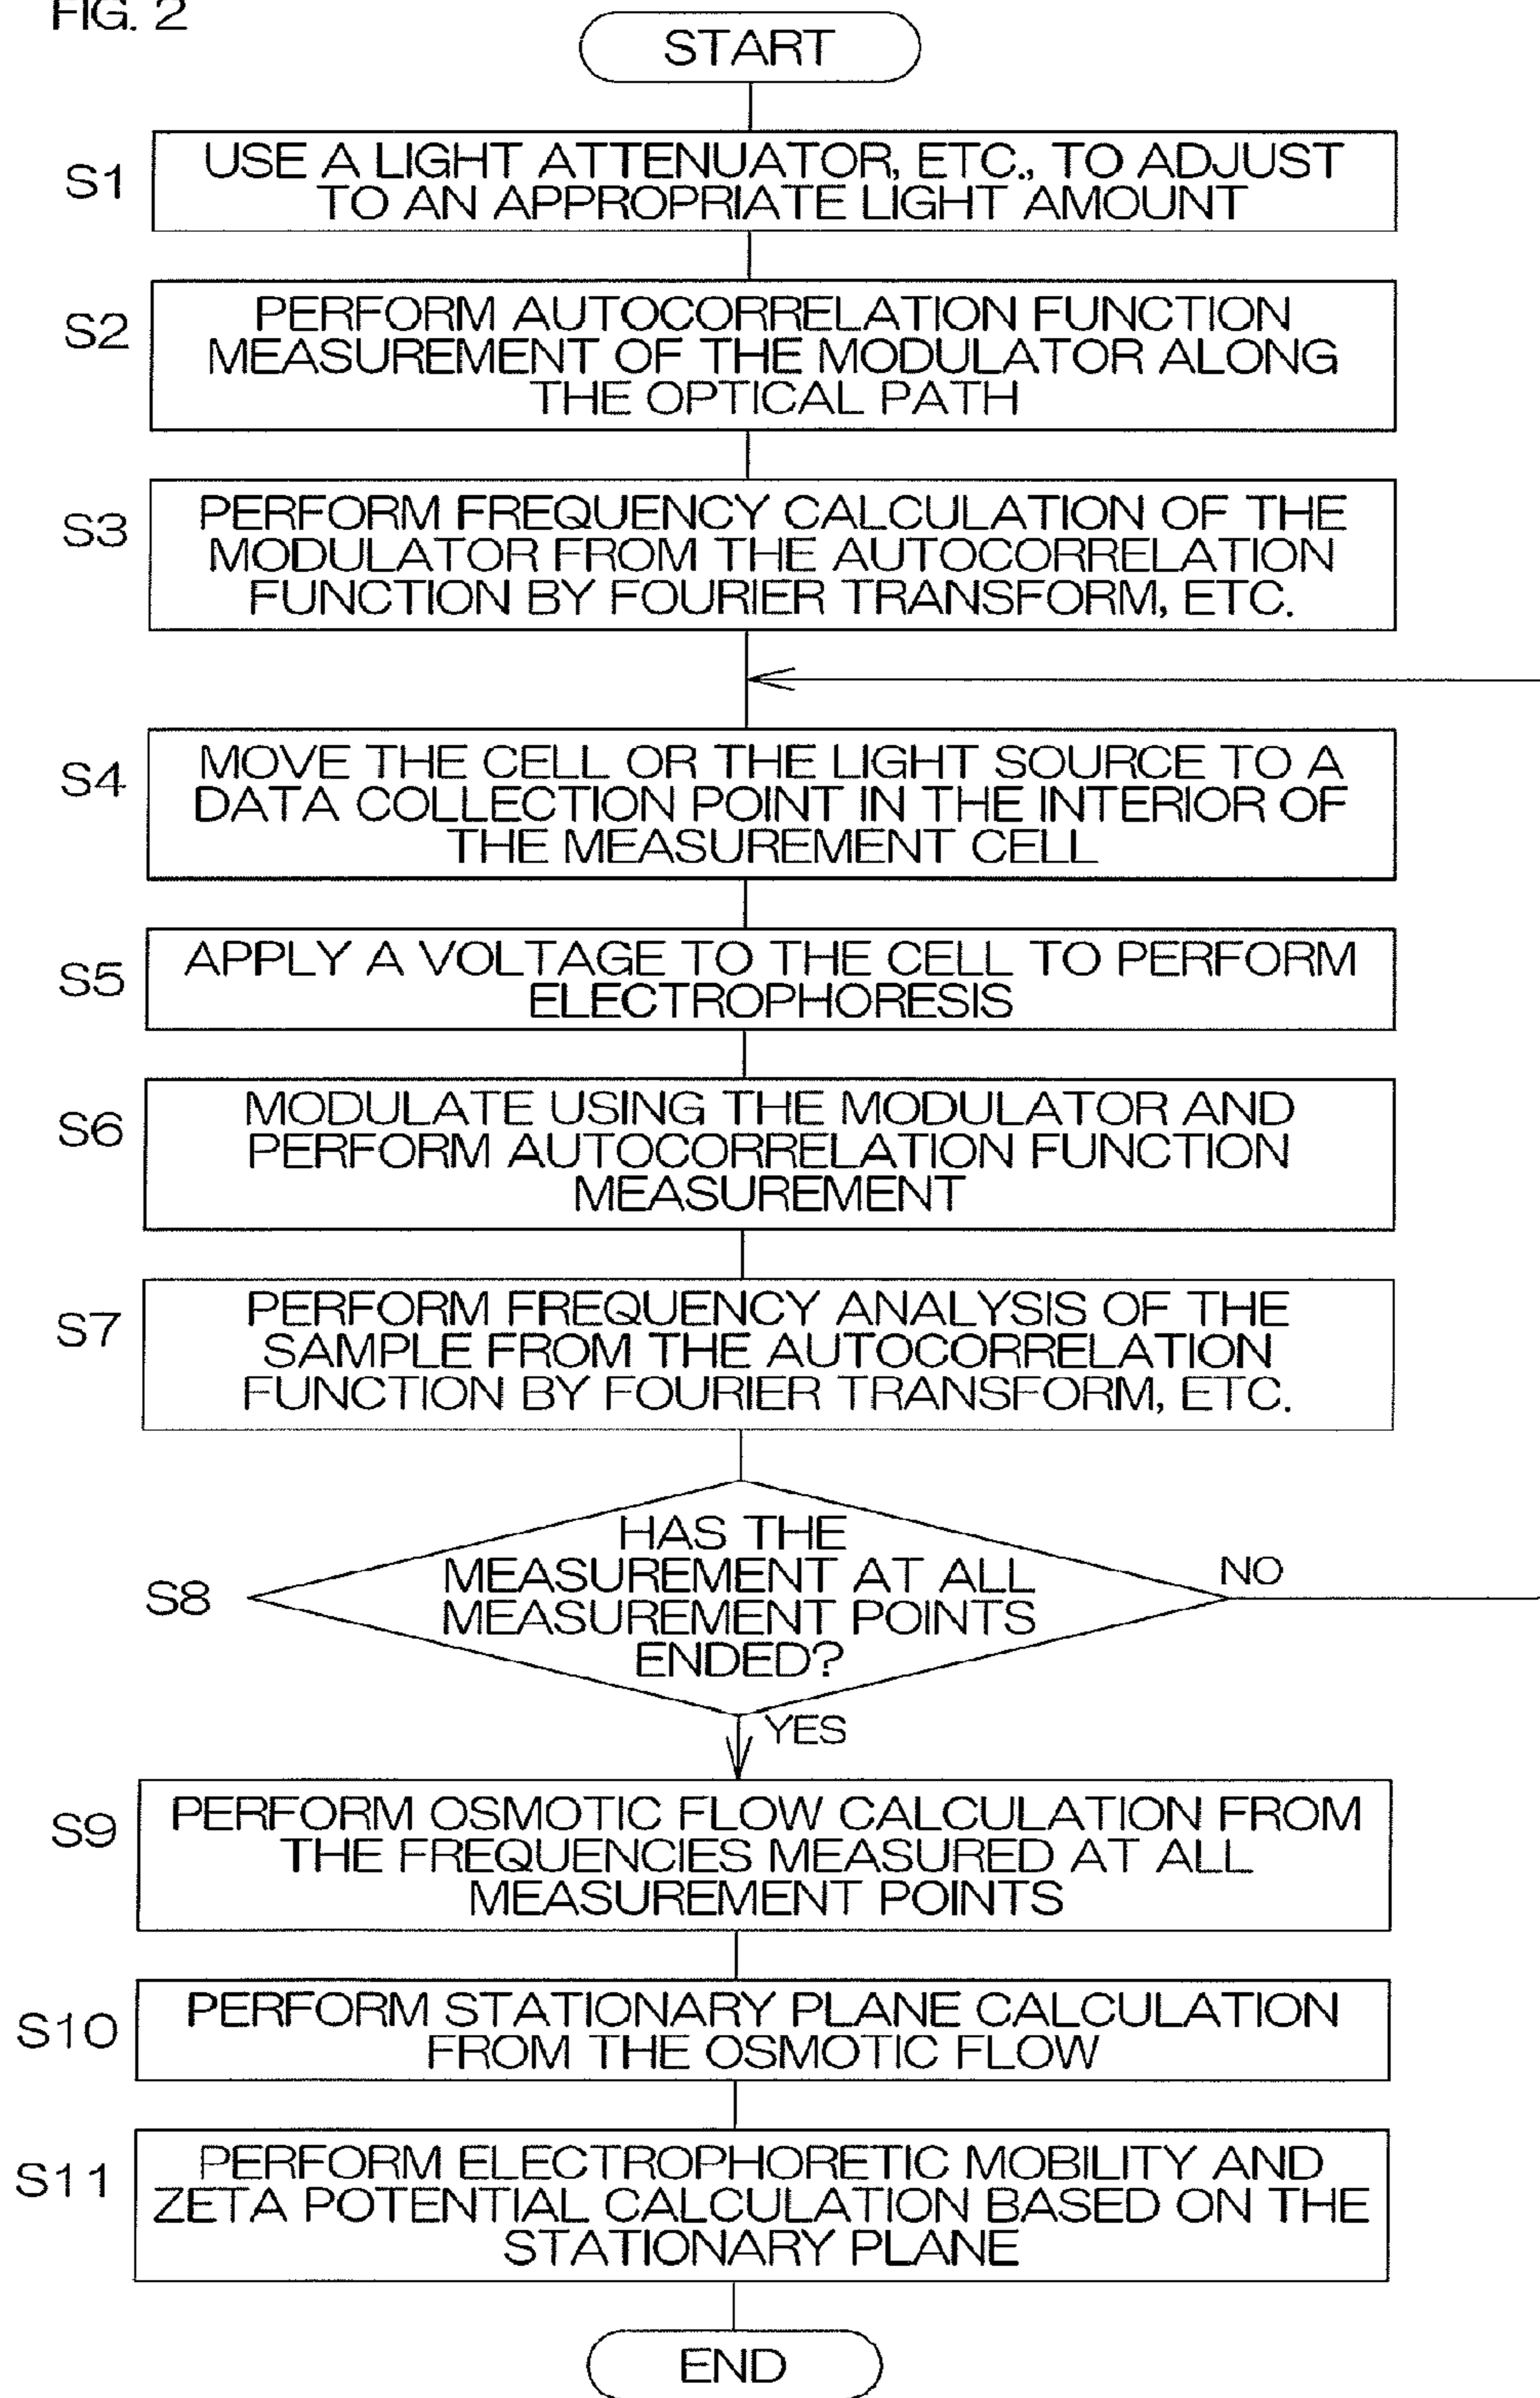 FIG. 2
START
S1
USE A LIGHT ATTENUATOR, ETC., TO ADJUST
TO AN APPROPRIATE LIGHT AMOUNT
S2
PERFORM AUTOCORRELATION FUNCTION
MEASUREMENT OF THE MODULATOR ALONG
THE OPTICAL PATH
S3
PERFORM FREQUENCY CALCULATION OF THE
MODULATOR FROM THE AUTOCORRELATION
FUNCTION BY FOURIER TRANSFORM, ETC.
S4
MOVE THE CELL OR THE LIGHT SOURCE TO A
DATA COLLECTION POINT IN THE INTERIOR OF
THE MEASUREMENT CELL
S5
APPLY A VOLTAGE TO THE CELL TO PERFORM
ELECTROPHORESIS
S6
MODULATE USING THE MODULATOR AND
PERFORM AUTOCORRELATION FUNCTION
MEASUREMENT
S7
PERFORM FREQUENCY ANALYSIS OF THE
SAMPLE FROM THE AUTOCORRELATION
FUNCTION BY FOURIER TRANSFORM, ETC.
S8
HAS THE
MEASUREMENT AT ALL
MEASUREMENT POINTS
ENDED?
NO
YES
S9
PERFORM OSMOTIC FLOW CALCULATION FROM
THE FREQUENCIES MEASURED AT ALL
MEASUREMENT POINTS
S10
PERFORM STATIONARY PLANE CALCULATION
FROM THE OSMOTIC FLOW
S11
PERFORM ELECTROPHORETIC MOBILITY AND
ZETA POTENTIAL CALCULATION BASED ON THE
STATIONARY PLANE
END